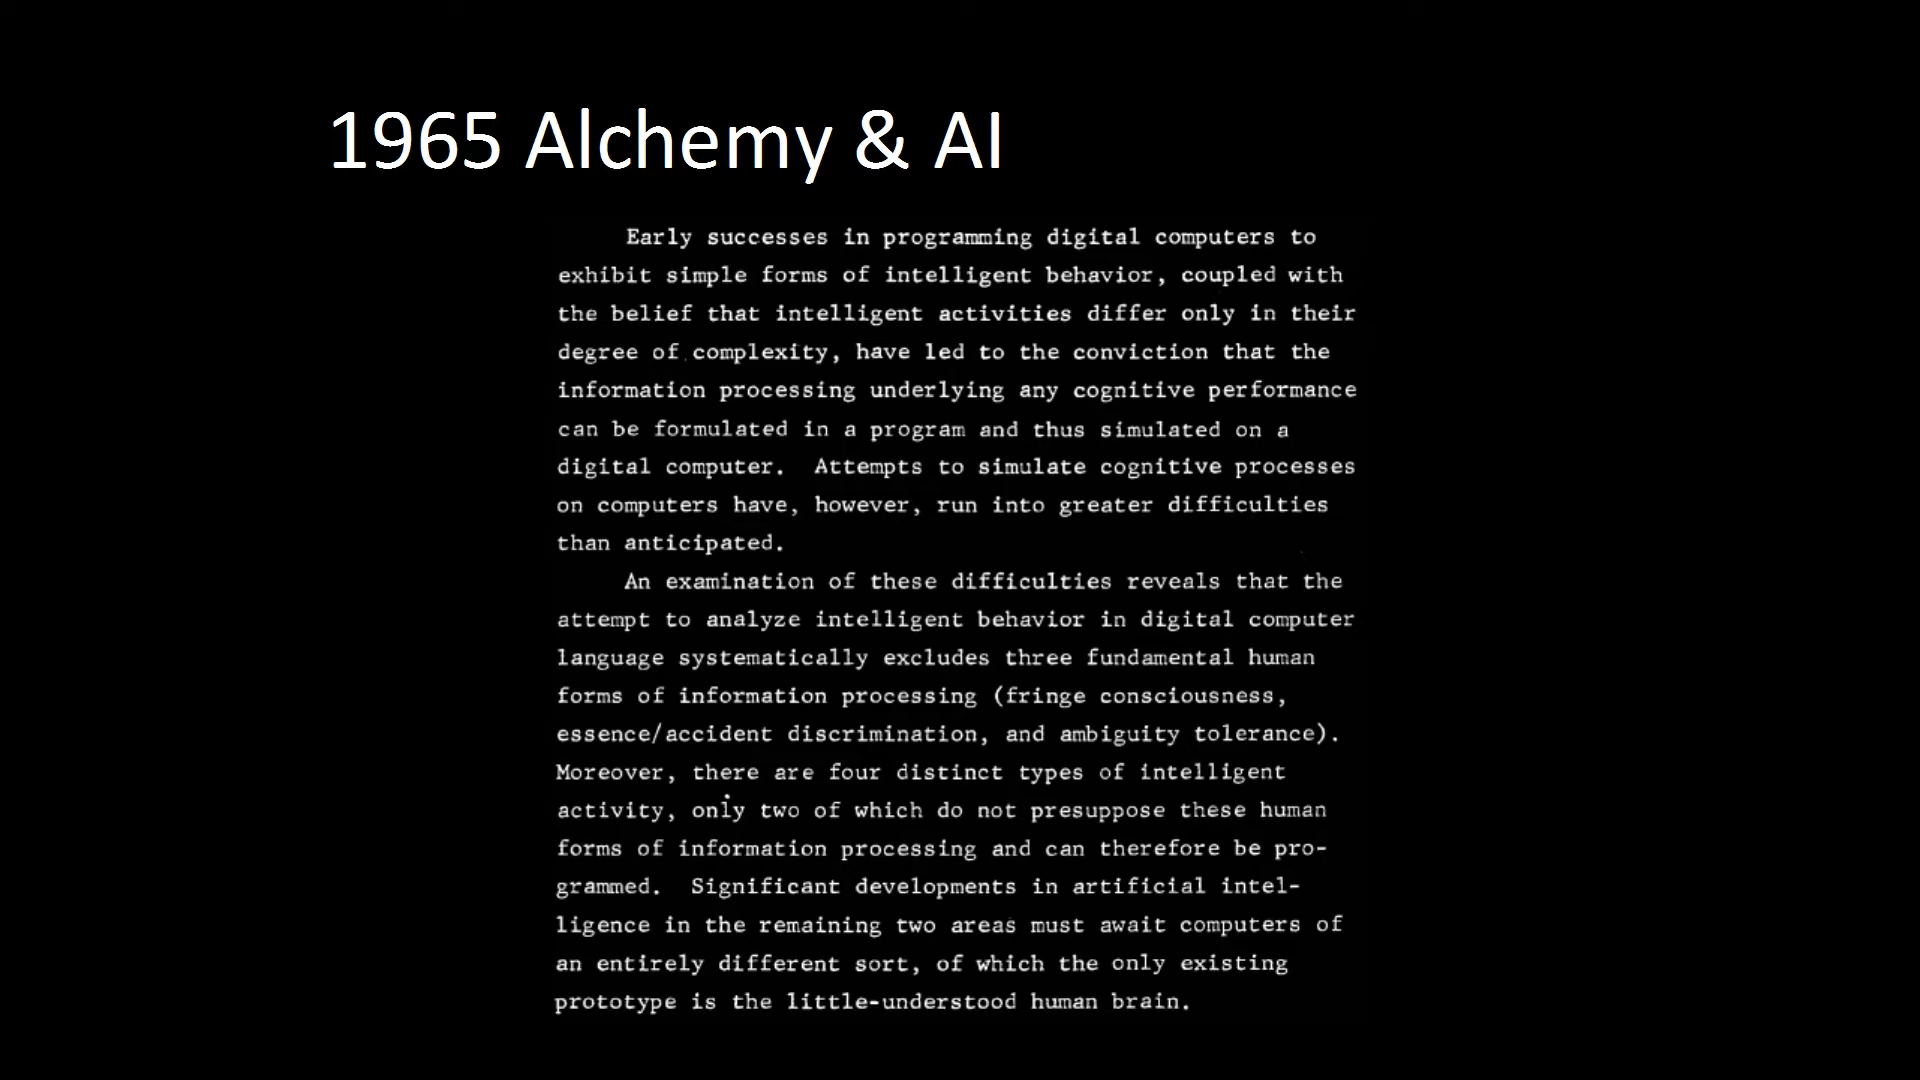 1965 Alchemy & AI
Early successes in programming digital computers to
exhibit simple forms of intelligent behavior, coupled with
the belief that intelligent activities differ only in their
degree of complexity, have led to the conviction that the
information processing underlying any cognitive performance
can be formulated in a program and thus simulated on a
digital computer. Attempts to simulate cognitive processes
on computers have, however, run into greater difficulties
than anticipated.
An examination of these difficulties reveals that the
attempt to analyze intelligent behavior in digital computer
language systematically excludes three fundamental human
forms of information processing (fringe consciousness,
essence/accident discrimination, and ambiguity tolerance).
Moreover, there are four distinct types of intelligent
activity, only two of which do not presuppose these human
forms of information processing and can therefore be pro-
grammed. Significant developments in artificial intel-
ligence in the remaining two areas must await computers of
an entirely different sort, of which the only existing
prototype is the little-understood human brain.